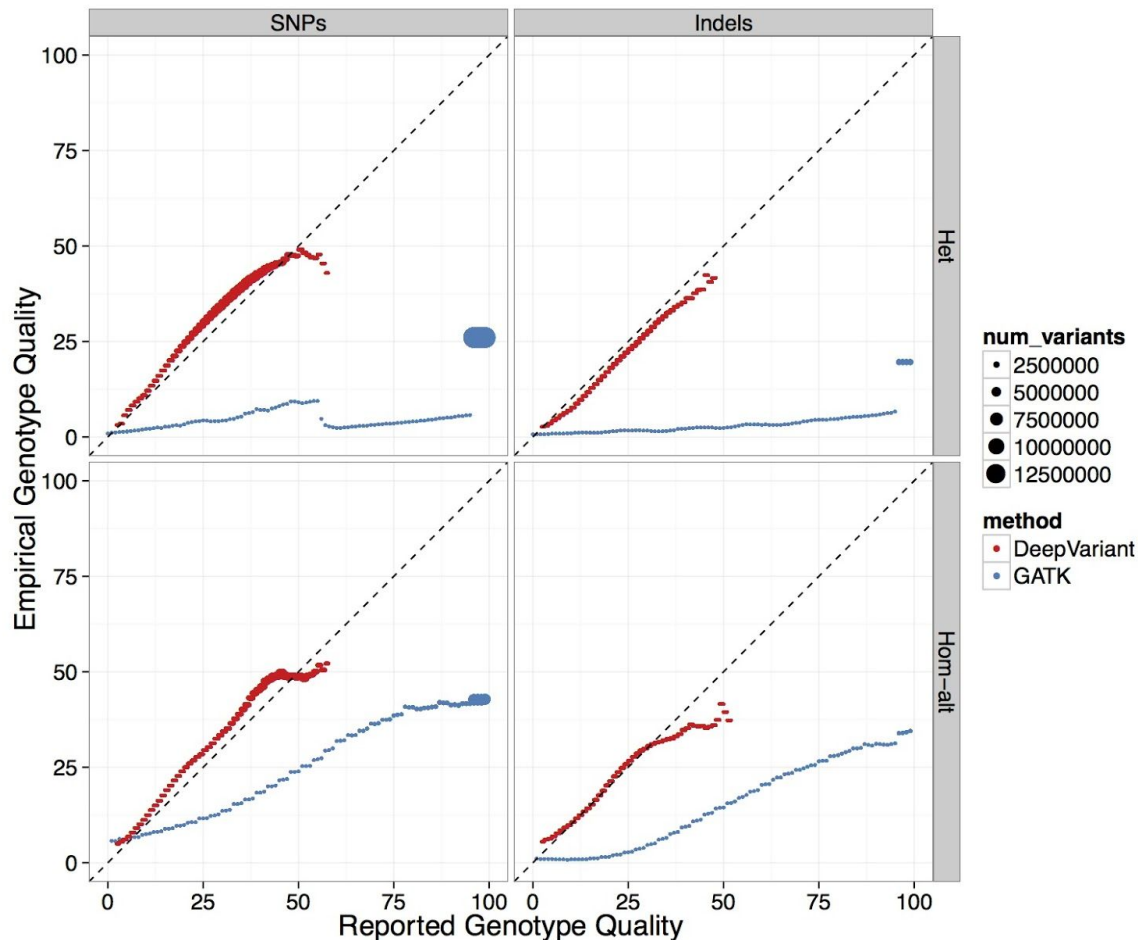 SNPs
Indels
100
75
50
25
0
Het
100
75
50
25
0
Hom-alt
0
25
50
75
100
0
25
50
75
100
Empirical Genotype Quality
Reported Genotype Quality
num_variants
2500000
5000000
7500000
10000000
12500000
method
DeepVariant
GATK